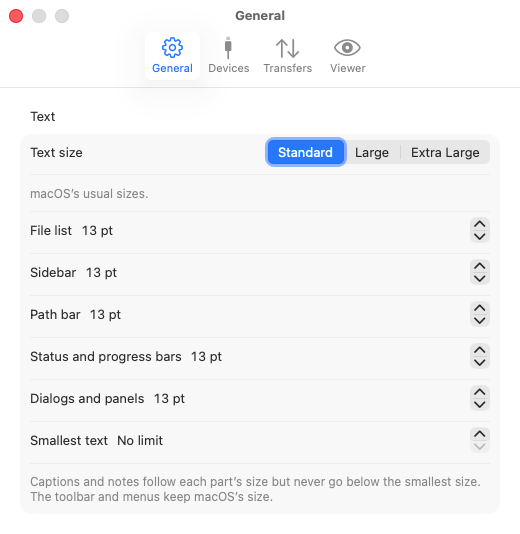 General
General
Devices
Transfers
Viewer
Text
Text size
Standard
Large
Extra Large
macOS’s usual sizes.
File list 13 pt
Sidebar 13 pt
Path bar 13 pt
Status and progress bars 13 pt
Dialogs and panels 13 pt
Smallest text No limit
Captions and notes follow each part’s size but never go below the smallest size.
The toolbar and menus keep macOS’s size.